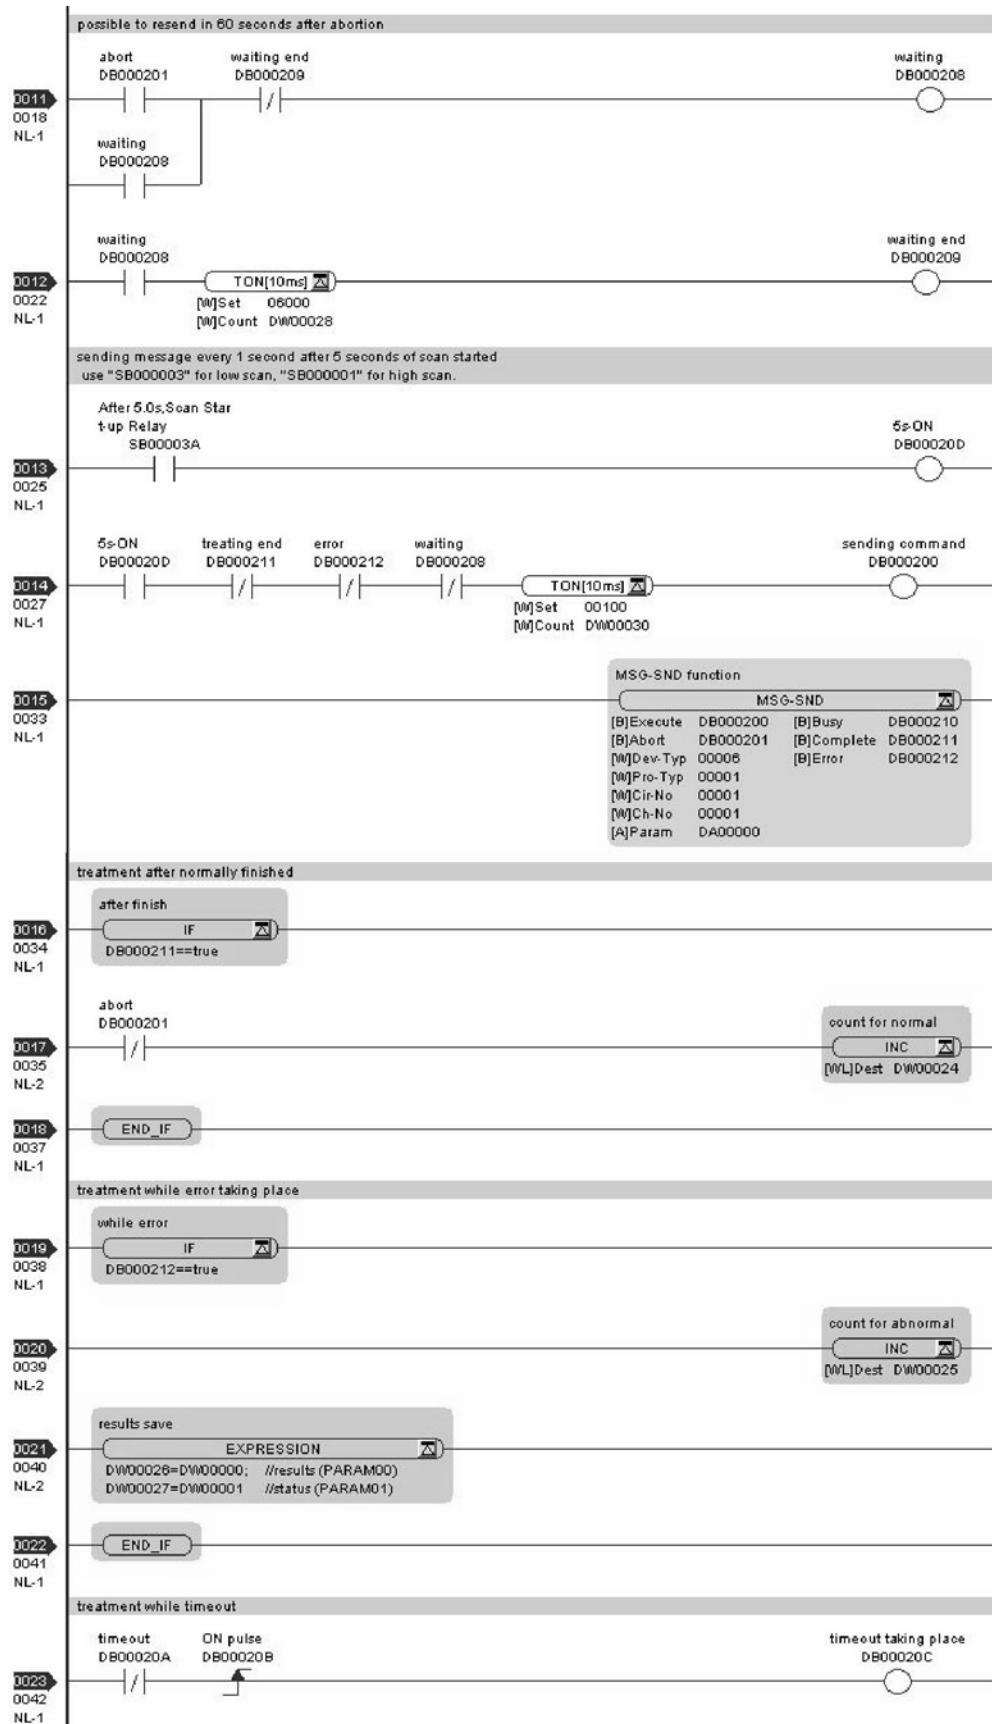 possible to resend in 60 seconds after abortion
abort waiting end waiting
DB000201 DB000209 DB000208
0011
0018
NL-1
waiting
DB000208
waiting waiting end
DB000208 DB000209
0012 TON[10ms]
0022 [W]Set 06000
NL-1 [W]Count DW00028
sending message every 1 second after 5 seconds of scan started
use "SB000003" for low scan, "SB000001" for high scan.
After 5.0s,Scan Star
t-up Relay 5s-ON
SB00003A DB00020D
0013
0025
NL-1
5s-ON treating end error waiting sending command
DB00020D DB000211 DB000212 DB000208 DB000200
0014 TON[10ms]
0027 [W]Set 00100
NL-1 [W]Count DW00030
MSG-SND function
0015 MSG-SND
0033 [B]Execute DB000200 [B]Busy DB000210
NL-1 [B]Abort DB000201 [B]Complete DB000211
[W]Dev-Typ 00006 [B]Error DB000212
[W]Pro-Typ 00001
[W]Cir-No 00001
[W]Ch-No 00001
[A]Param DA00000
treatment after normally finished
after finish
0016 IF
0034 DB000211==true
NL-1
abort
DB000201 count for normal
0017 INC
0035 [WL]Dest DW00024
NL-2
0018 END_IF
0037
NL-1
treatment while error taking place
while error
0019 IF
0038 DB000212==true
NL-1
count for abnormal
0020 INC
0039 [WL]Dest DW00025
NL-2
results save
0021 EXPRESSION
0040 DW00026=DW00000; //results (PARAM00)
NL-2 DW00027=DW00001 //status (PARAM01)
0022 END_IF
0041
NL-1
treatment while timeout
timeout ON pulse timeout taking place
DB00020A DB00020B DB00020C
0023
0042
NL-1